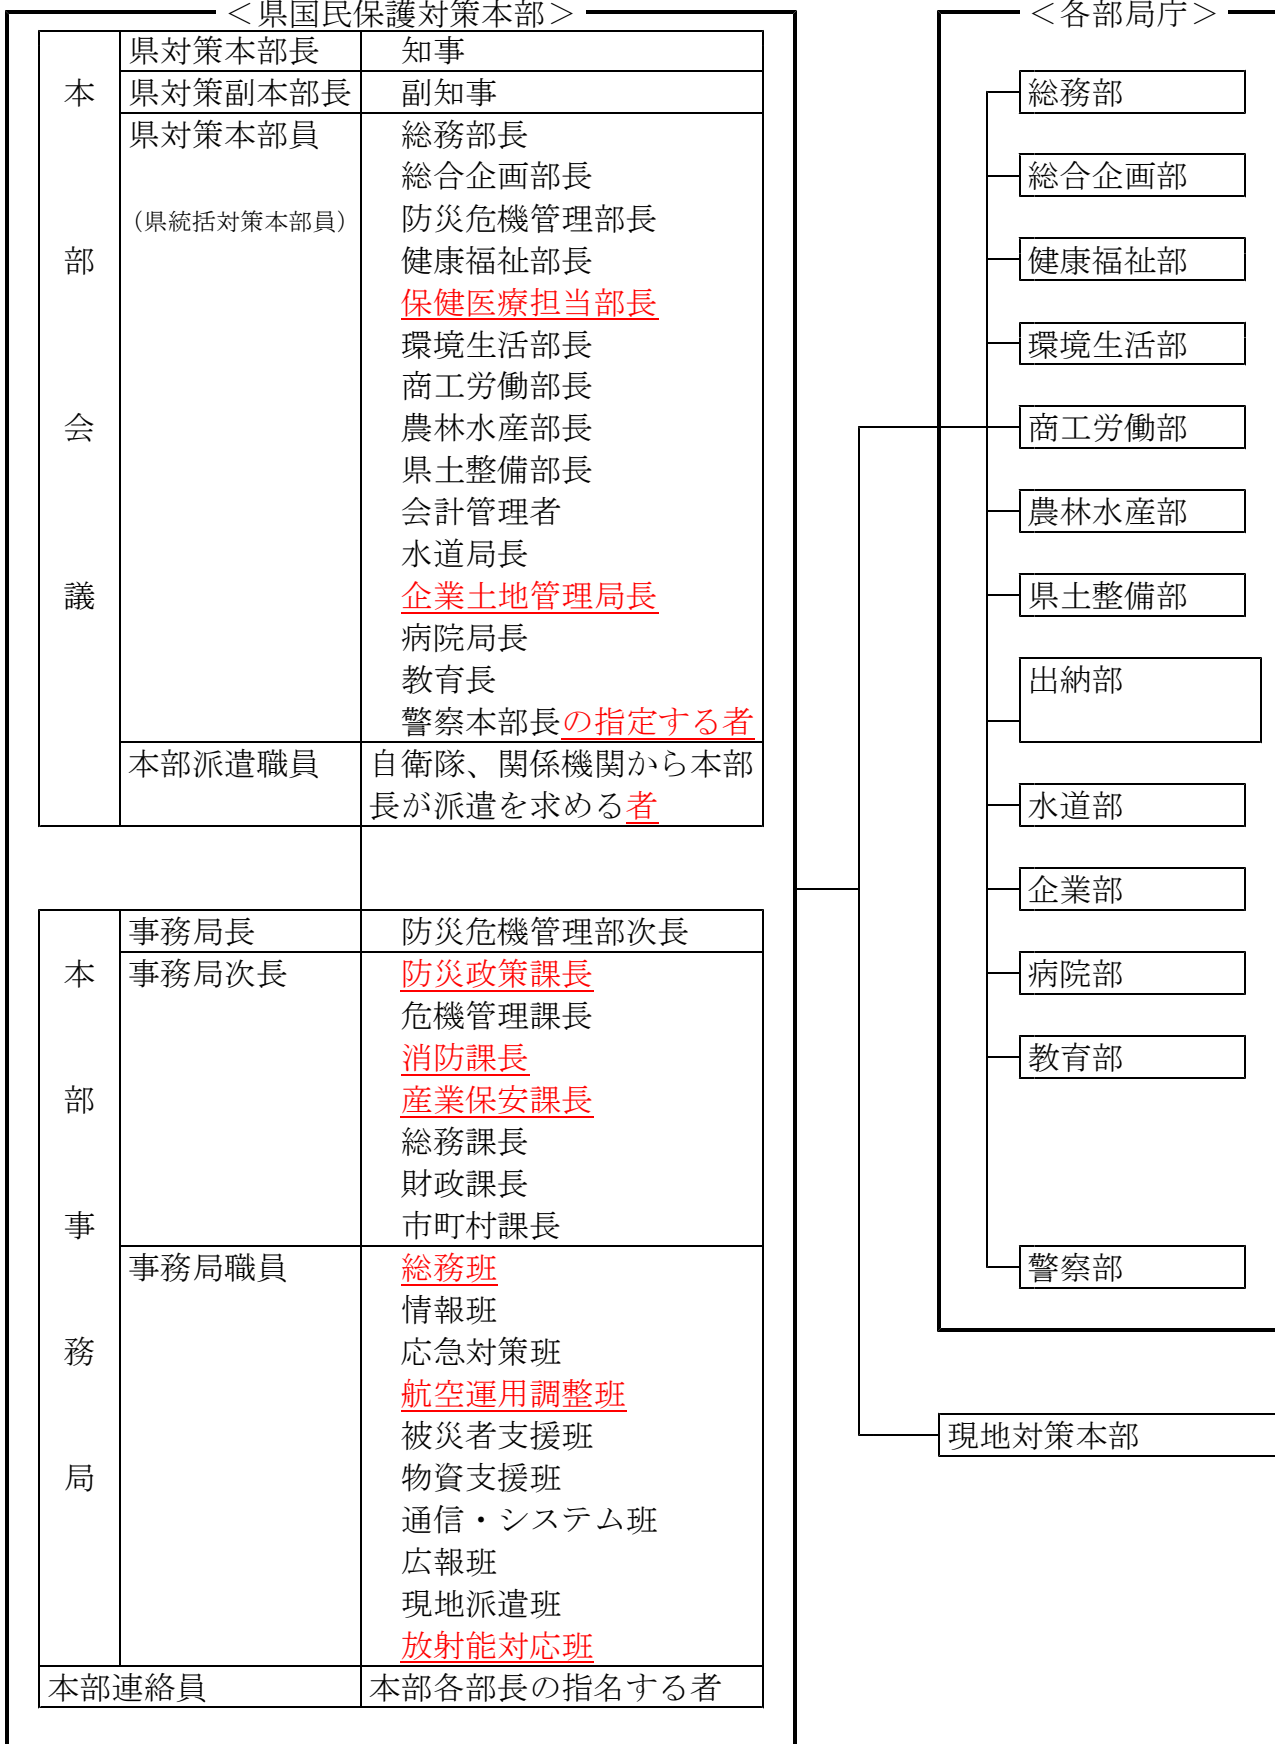 ＜県国民保護対策本部＞
本部会議
県対策本部長　知事
県対策副本部長　副知事
県対策本部員　総務部長
総合企画部長
（県統括対策本部員）　防災危機管理部長
健康福祉部長
保健医療担当部長
環境生活部長
商工労働部長
農林水産部長
県土整備部長
会計管理者
水道局長
企業土地管理局長
病院局長
教育長
警察本部長の指定する者
本部派遣職員　自衛隊、関係機関から本部
長が派遣を求める者
本部事務局
事務局長　防災危機管理部次長
事務局次長　防災政策課長
危機管理課長
消防課長
産業保安課長
総務課長
財政課長
市町村課長
事務局職員　総務班
情報班
応急対策班
航空運用調整班
被災者支援班
物資支援班
通信・システム班
広報班
現地派遣班
放射能対応班
本部連絡員　本部各部長の指名する者
＜各部局庁＞
総務部
総合企画部
健康福祉部
環境生活部
商工労働部
農林水産部
県土整備部
出納部
水道部
企業部
病院部
教育部
警察部
現地対策本部